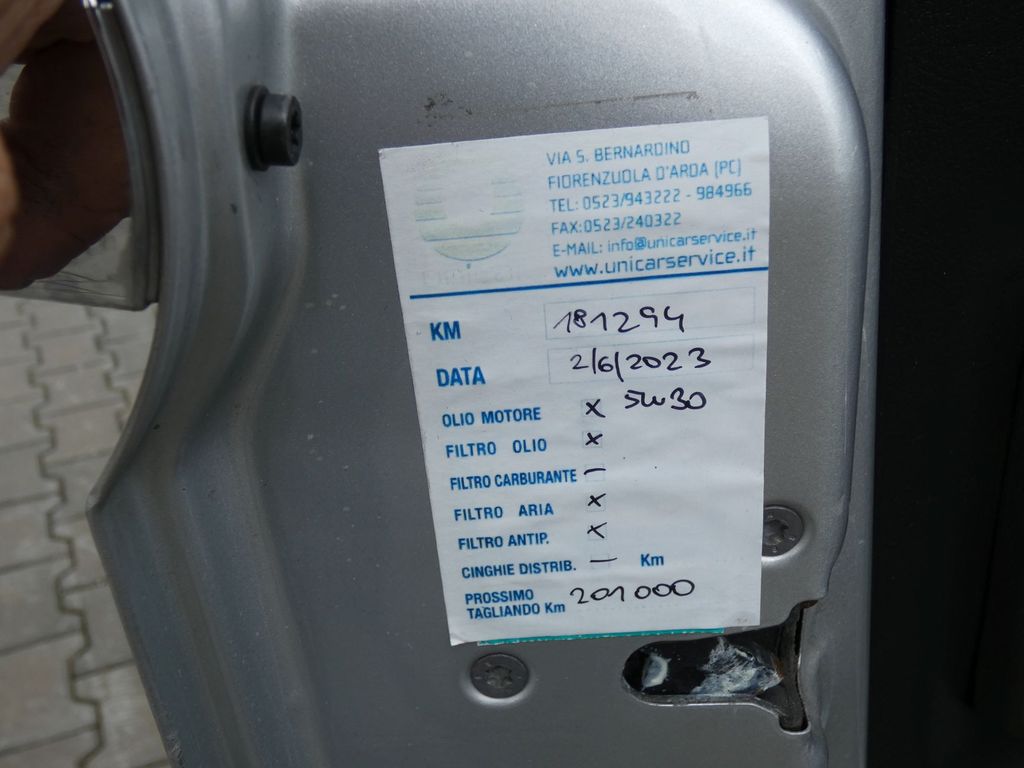 VIA S. BERNARDINO
FIORENZUOLA D'ARDA (PC)
TEL: 0523/943222 - 984966
FAX:0523/240322
E-MAIL: info@unicarservice.it
www.unicarservice.it
KM 181294
DATA 2/6/2023
OLIO MOTORE x 5W30
FILTRO OLIO x
FILTRO CARBURANTE –
FILTRO ARIA x
FILTRO ANTIP. x
CINGHIE DISTRIB. – Km
PROSSIMO
TAGLIANDO Km 201000